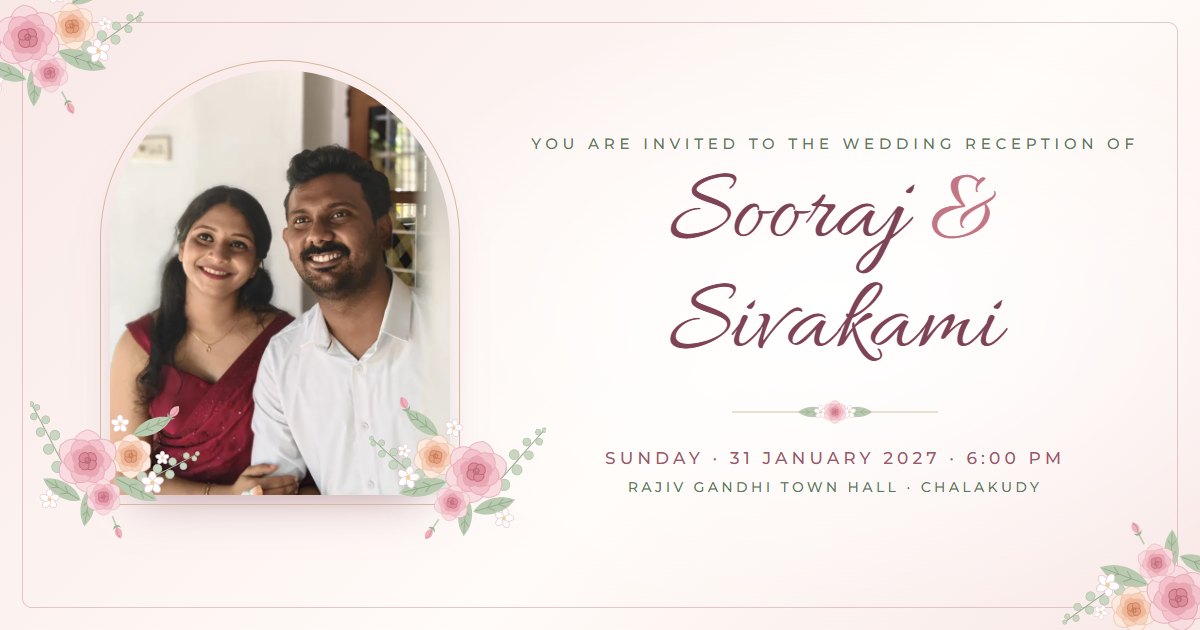 YOU ARE INVITED TO THE WEDDING RECEPTION OF
Sooraj &
Sivakami
SUNDAY · 31 JANUARY 2027 · 6:00 PM
RAJIV GANDHI TOWN HALL · CHALAKUDY